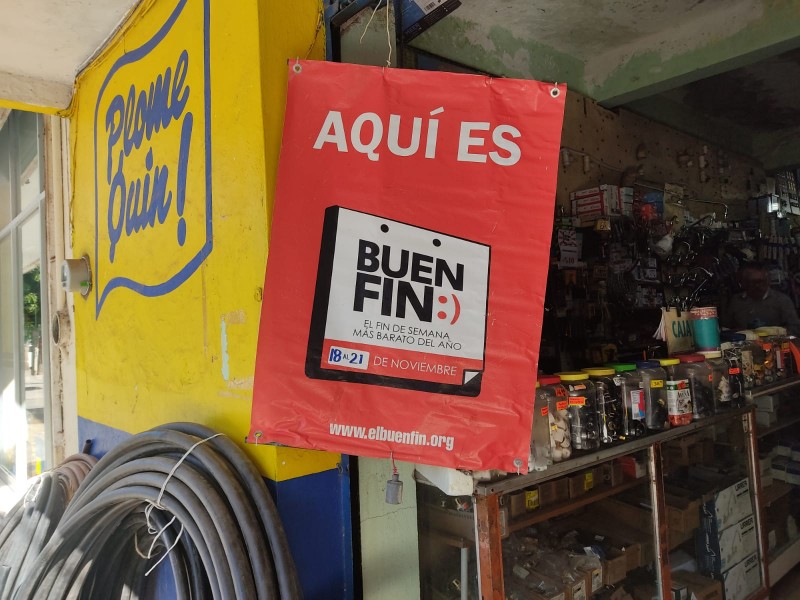 Plome
Quin!
AQUÍ ES
BUEN
FIN:)
EL FIN DE SEMANA
MÁS BARATO DEL AÑO
18 AL 21 DE NOVIEMBRE
www.elbuenfin.org
CAJA